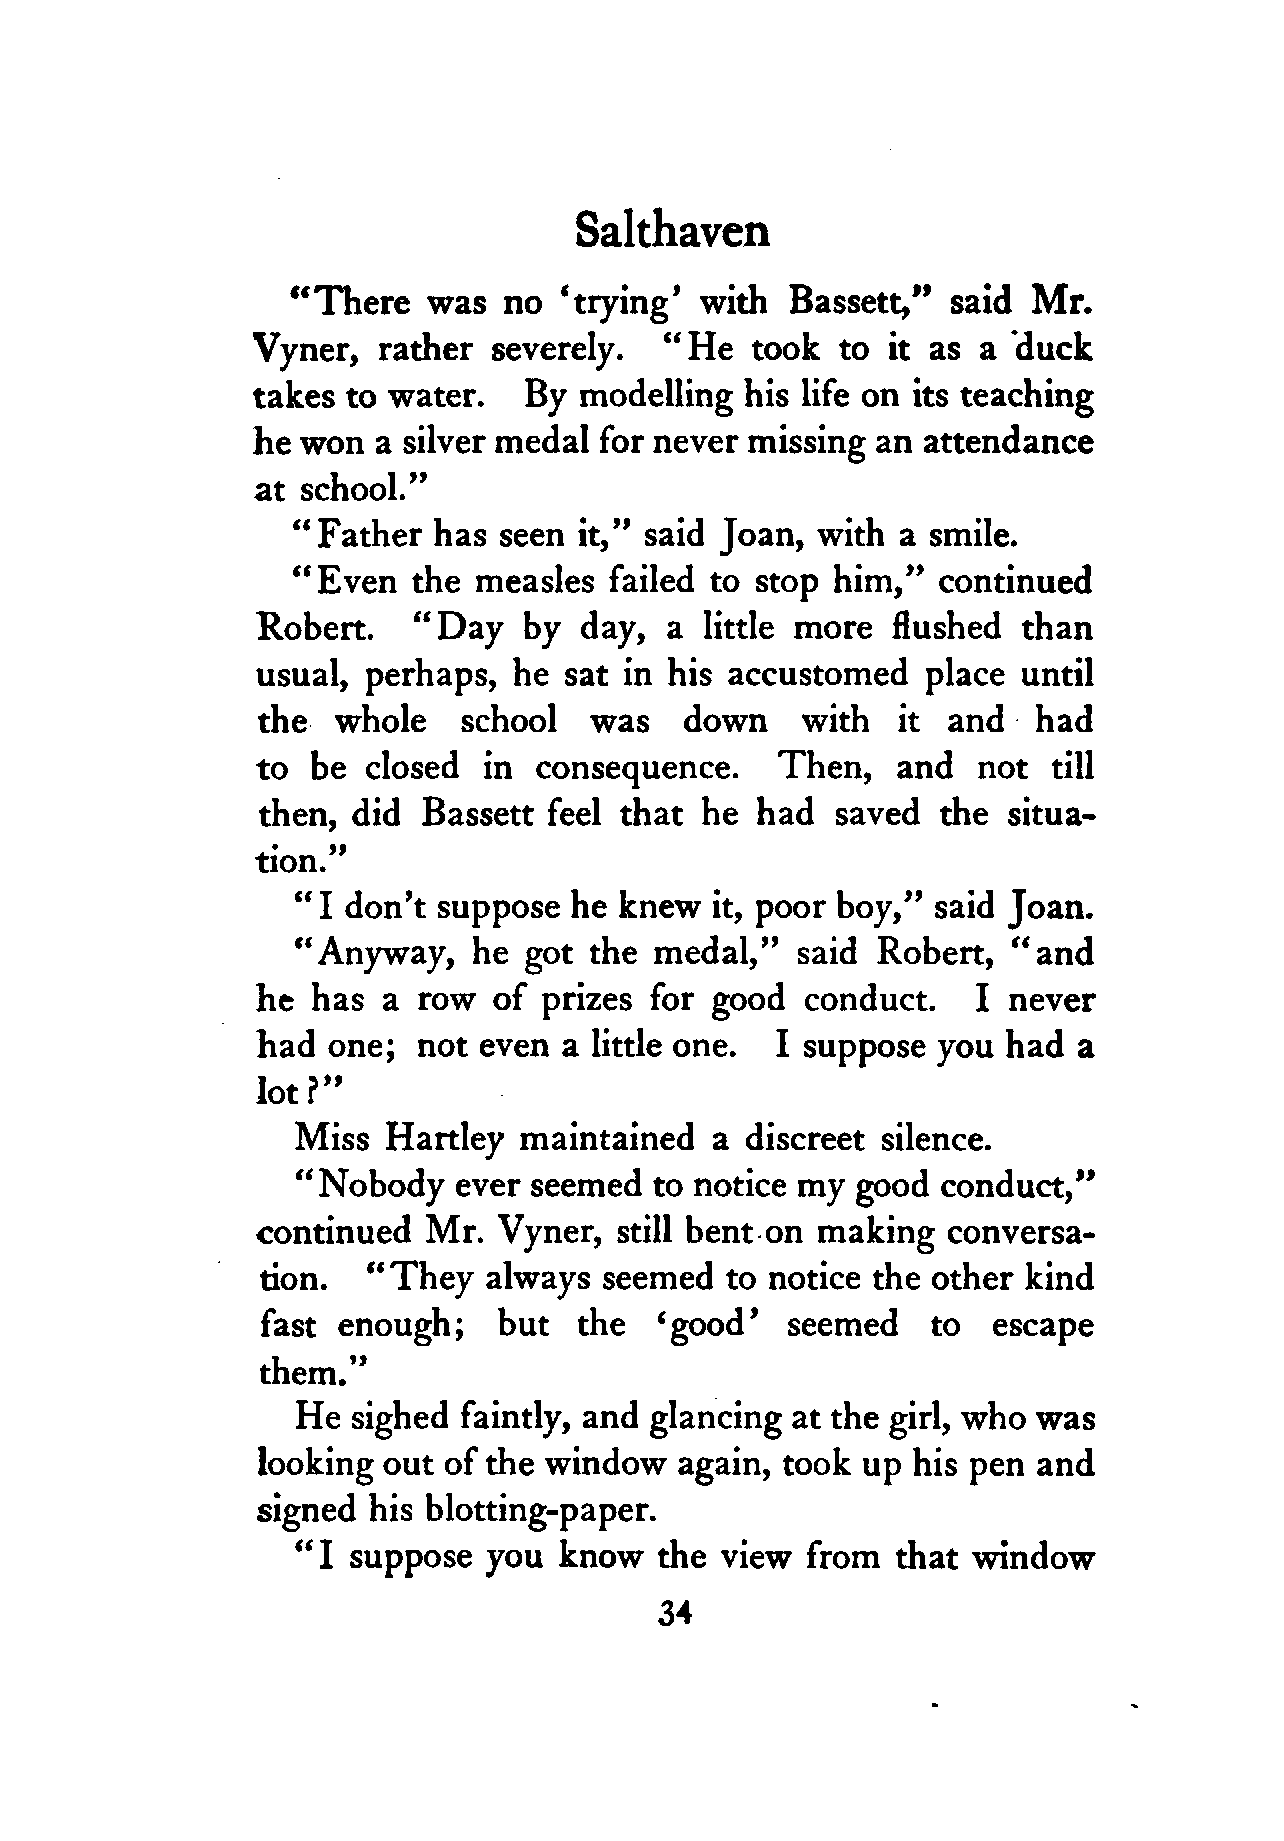 Salthaven
"There was no 'trying' with Bassett," said Mr.
Vyner, rather severely. "He took to it as a duck
takes to water. By modelling his life on its teaching
he won a silver medal for never missing an attendance
at school."
"Father has seen it," said Joan, with a smile.
"Even the measles failed to stop him," continued
Robert. "Day by day, a little more flushed than
usual, perhaps, he sat in his accustomed place until
the whole school was down with it and had
to be closed in consequence. Then, and not till
then, did Bassett feel that he had saved the situa-
tion."
"I don't suppose he knew it, poor boy," said Joan.
"Anyway, he got the medal," said Robert, "and
he has a row of prizes for good conduct. I never
had one; not even a little one. I suppose you had a
lot?"
Miss Hartley maintained a discreet silence.
"Nobody ever seemed to notice my good conduct,"
continued Mr. Vyner, still bent on making conversa-
tion. "They always seemed to notice the other kind
fast enough; but the 'good' seemed to escape
them."
He sighed faintly, and glancing at the girl, who was
looking out of the window again, took up his pen and
signed his blotting-paper.
"I suppose you know the view from that window
34